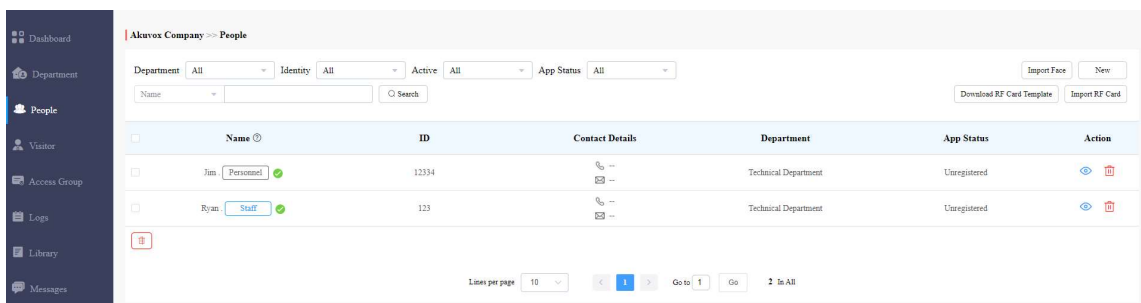 Dashboard
Department
People
Visitor
Access Group
Logs
Library
Messages
Akuvox Company >> People
Department All Identity All Active All App Status All Import Face New
Name Search Download RF Card Template Import RF Card
Name ID Contact Details Department App Status Action
Jim . Personnel 12334 -- Technical Department Unregistered
--
Ryan . Staff 123 -- Technical Department Unregistered
--
Lines per page 10 < 1 > Go to 1 Go 2 In All